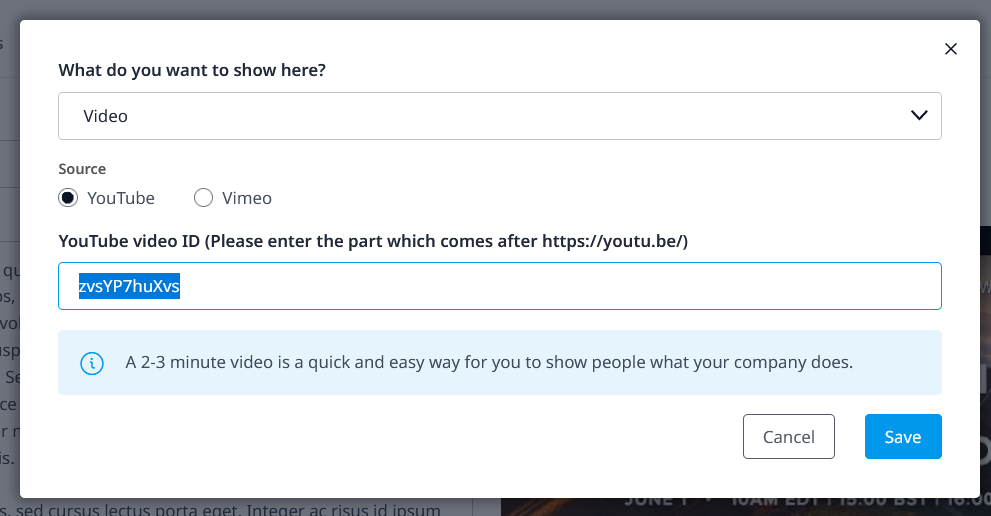 What do you want to show here?
Video
Source
YouTube
Vimeo
YouTube video ID (Please enter the part which comes after https://youtu.be/)
zvsYP7huXvs
A 2-3 minute video is a quick and easy way for you to show people what your company does.
Cancel
Save
sed cursus lectus porta eget. Integer ac risus id ipsum
JUNE 1 • 10AM EDT | 15:00 BST | 16:00